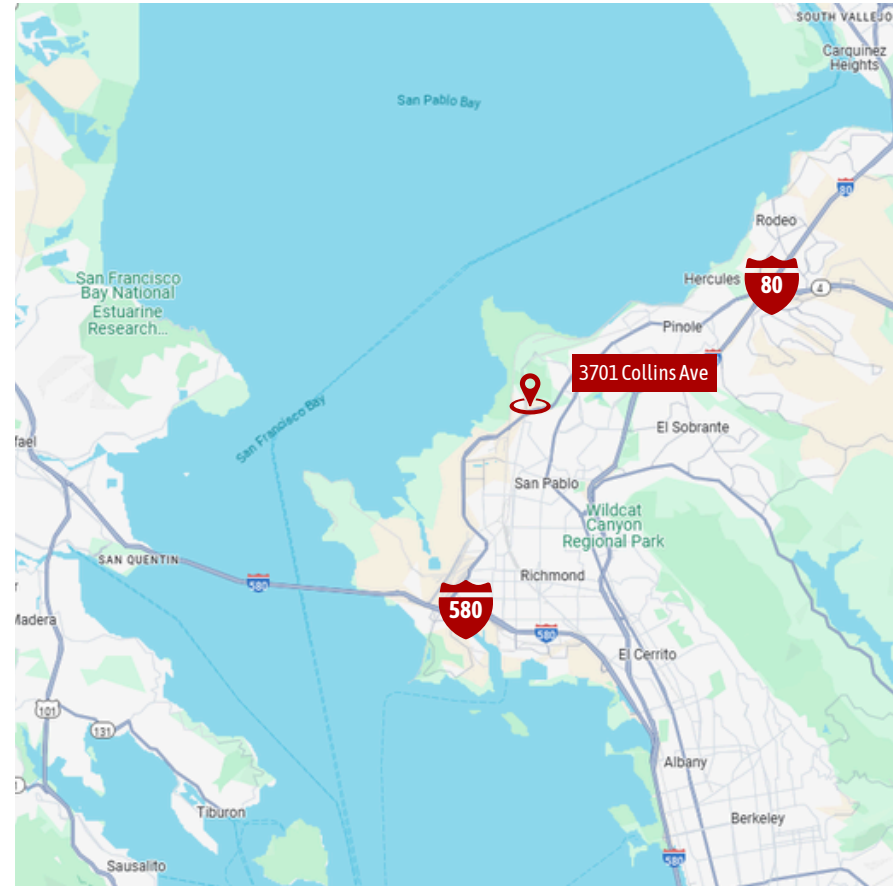 SOUTH VALLEJO
Carquinez
Heights
San Pablo Bay
80
Rodeo
San Francisco
Bay National
Estuarine
Research...
Hercules
80
4
Pinole
3701 Collins Ave
San Francisco Bay
El Sobrante
fael
San Pablo
Wildcat
Canyon
Regional Park
SAN QUENTIN
580
Richmond
580
Madera
580
El Cerrito
101
131
Albany
Tiburon
Berkeley
580
Sausalito